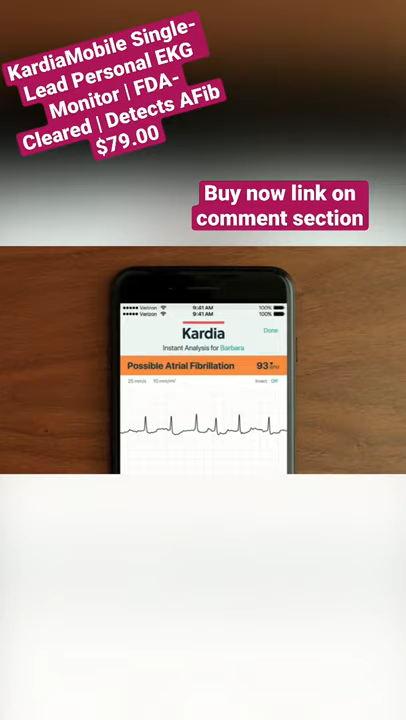 KardiaMobile Single-
Lead Personal EKG
Monitor | FDA-
Cleared | Detects AFib
$79.00
Buy now link on
comment section
Verizon 9:41 AM 100%
Verizon 9:41 AM 100%
Kardia
Done
Instant Analysis for Barbara
Possible Atrial Fibrillation 93
25 mm/s 10 mm/mV Invert Off